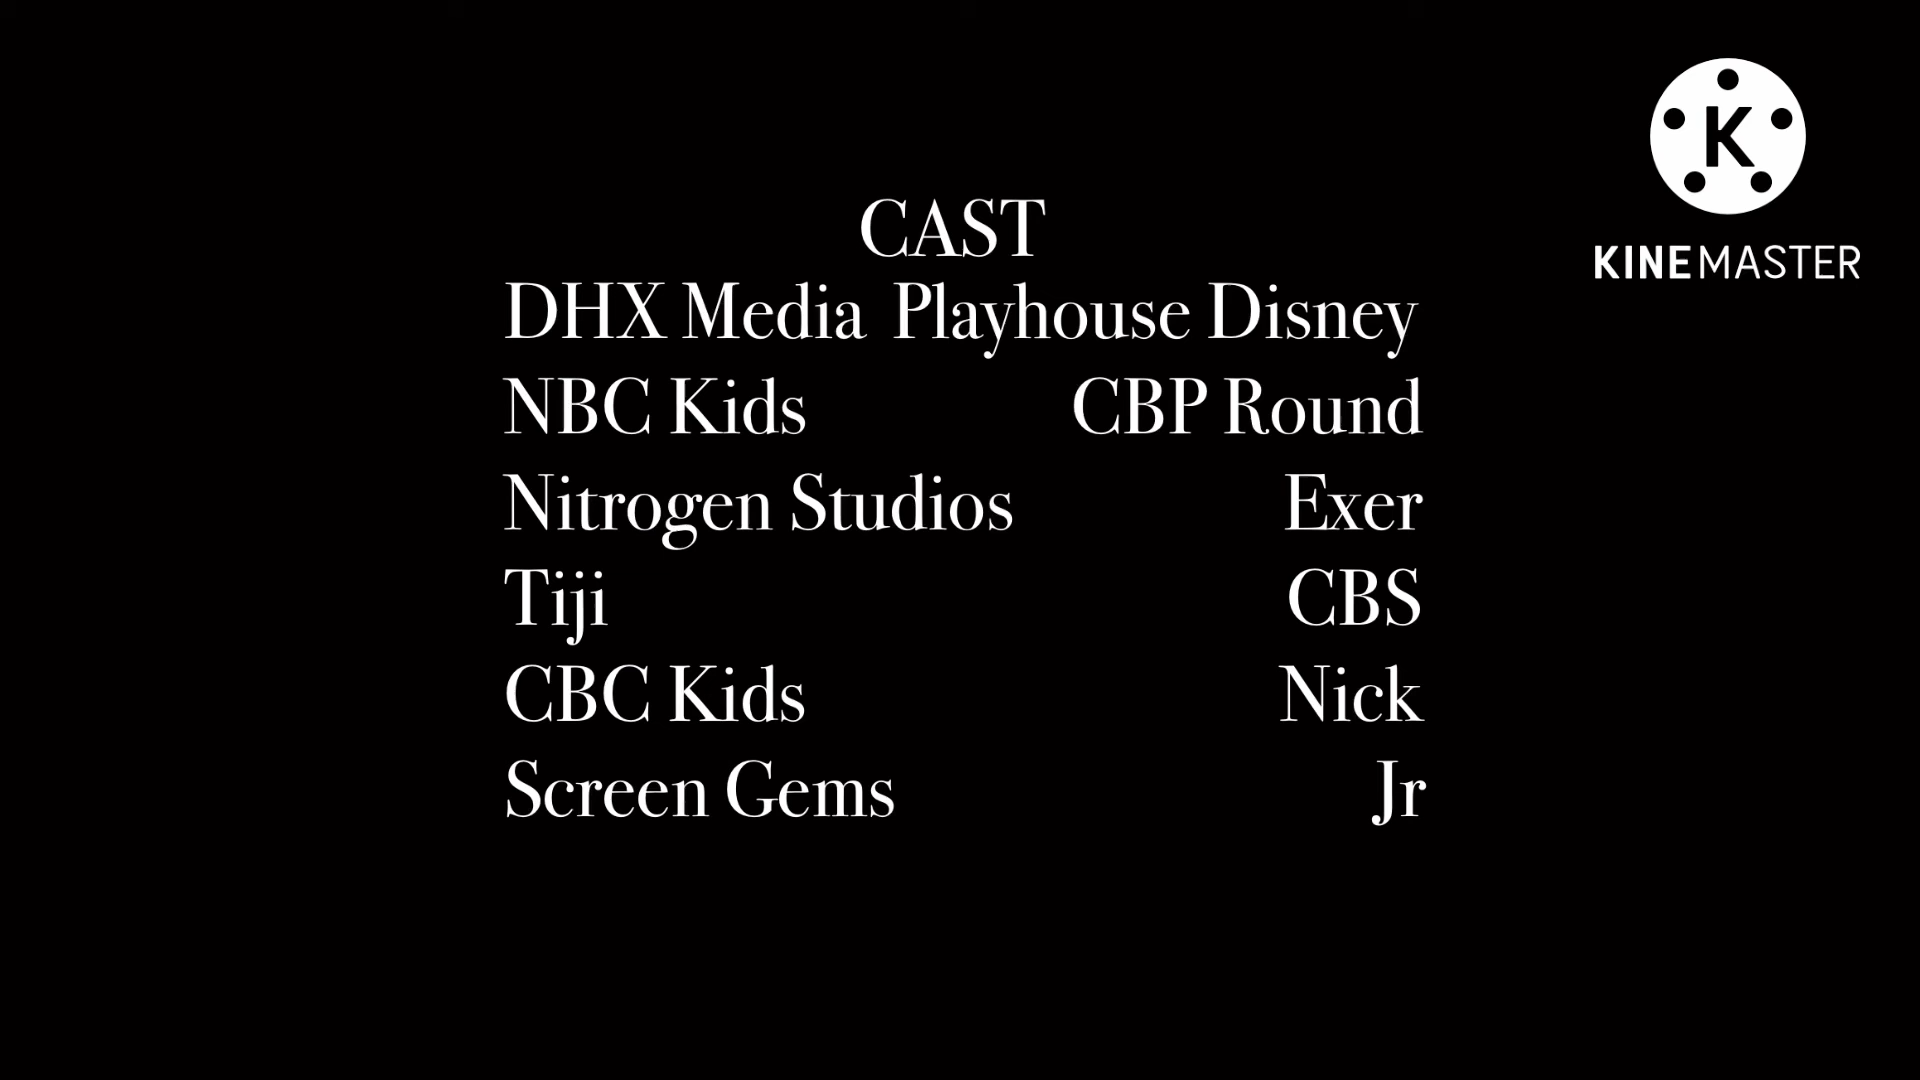 K
KINEMASTER
CAST
DHX Media Playhouse Disney
NBC Kids CBP Round
Nitrogen Studios Exer
Tiji CBS
CBC Kids Nick
Screen Gems Jr